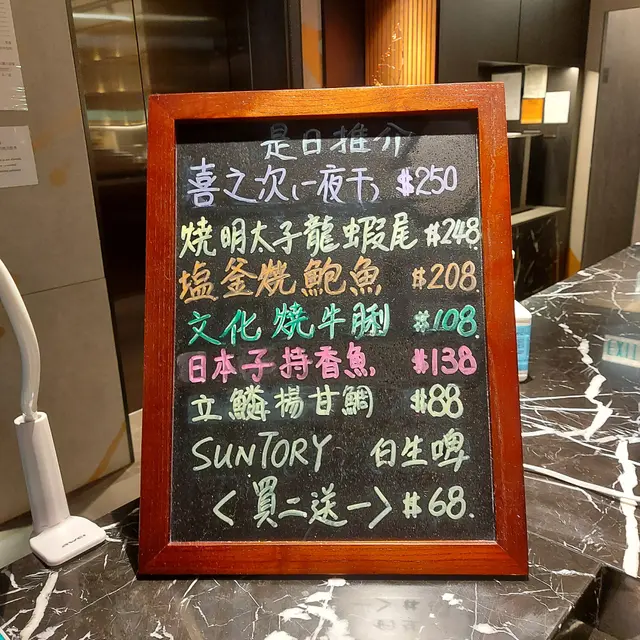 是日推介
喜之次(一夜干) $250
燒明太子龍蝦尾 $248
塩釜燒鮑魚 $208
文化燒牛脷 $108
日本子持香魚 $138
立鱗揚甘鯛 $88
SUNTORY 白生啤
<買二送一> $68